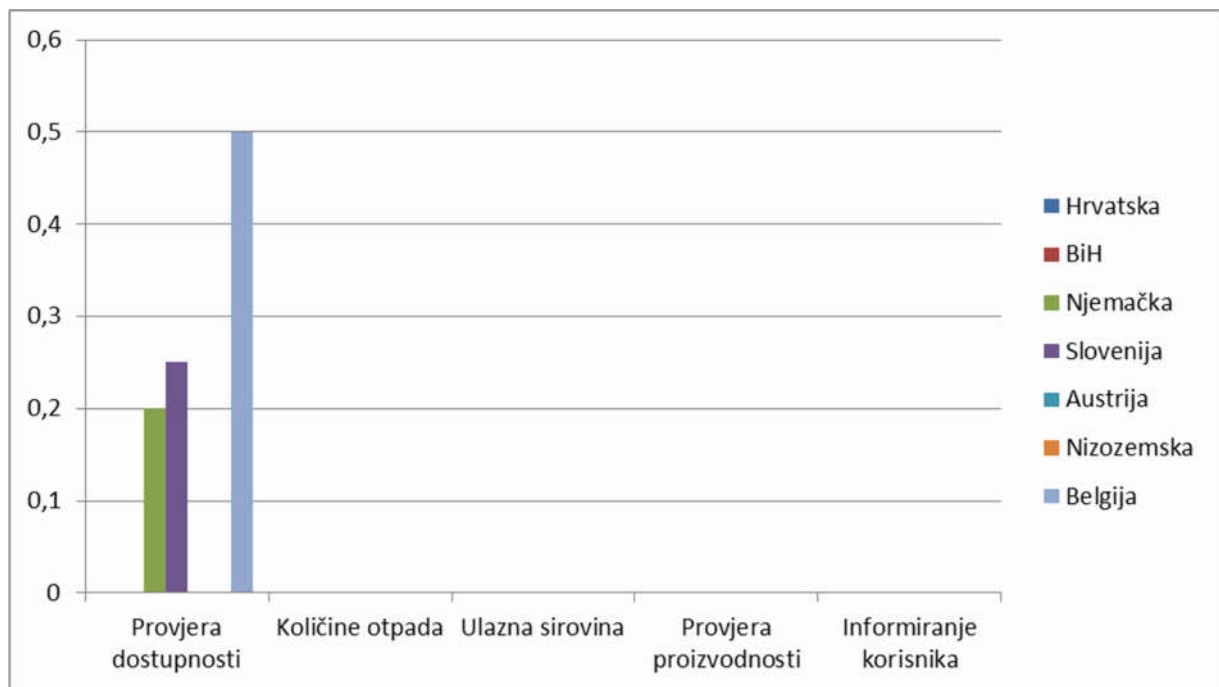 0,6
0,5
0,4
0,3
0,2
0,1
0
Provjera
dostupnosti
Količine otpada
Ulazna sirovina
Provjera
proizvodnosti
Informiranje
korisnika
Hrvatska
BiH
Njemačka
Slovenija
Austrija
Nizozemska
Belgija